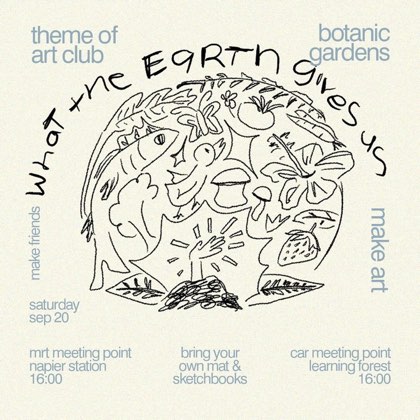 theme of
art club
botanic
gardens
What the EaRTh gives us
make friends
make art
saturday
sep 20
mrt meeting point
napier station
16:00
bring your
own mat &
sketchbooks
car meeting point
learning forest
16:00